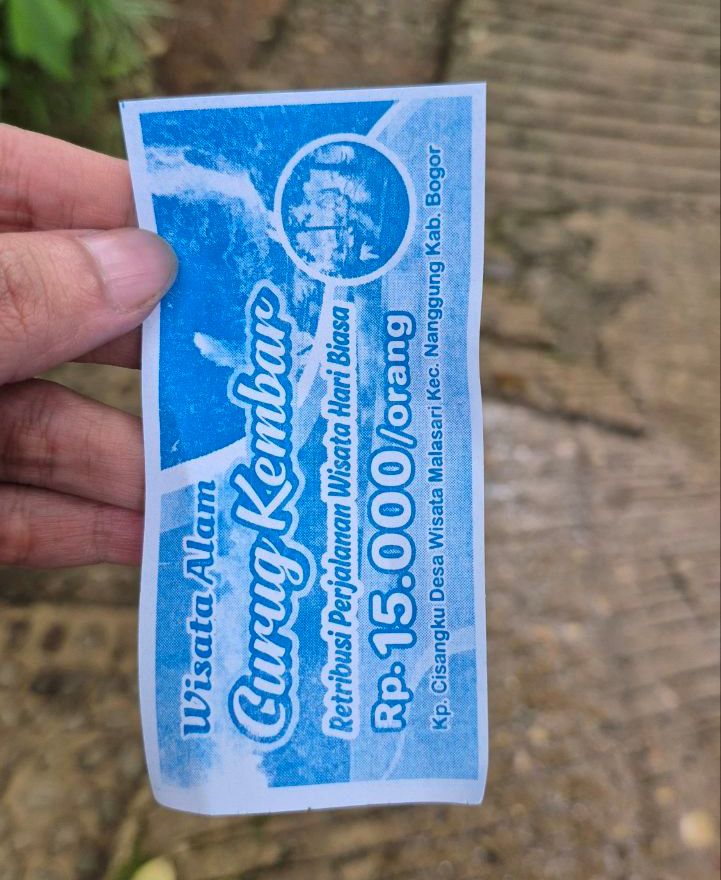 Wisata Alam
Curug Kembar
Retribusi Perjalanan Wisata Hari Biasa
Rp. 15.000/orang
Kp. Cisangku Desa Wisata Malasari Kec. Nanggung Kab. Bogor